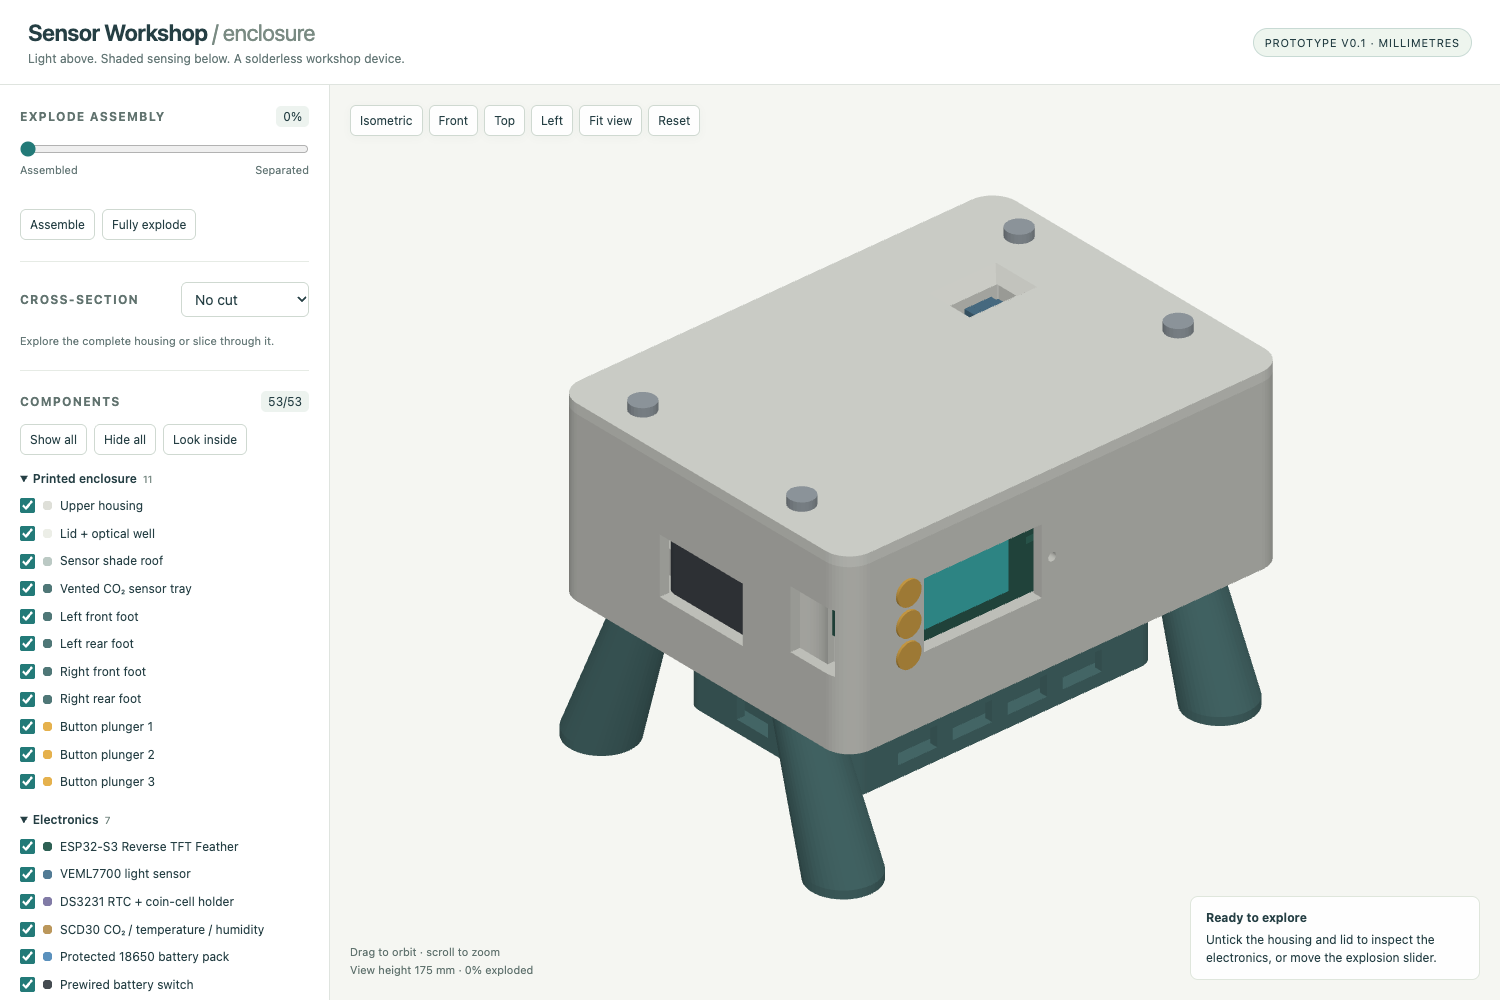 Sensor Workshop / enclosure
Light above. Shaded sensing below. A solderless workshop device.
PROTOTYPE V0.1 · MILLIMETRES
EXPLODE ASSEMBLY
0%
Assembled
Separated
Assemble
Fully explode
CROSS-SECTION
No cut
Explore the complete housing or slice through it.
COMPONENTS
53/53
Show all
Hide all
Look inside
Printed enclosure 11
Upper housing
Lid + optical well
Sensor shade roof
Vented CO₂ sensor tray
Left front foot
Left rear foot
Right front foot
Right rear foot
Button plunger 1
Button plunger 2
Button plunger 3
Electronics 7
ESP32-S3 Reverse TFT Feather
VEML7700 light sensor
DS3231 RTC + coin-cell holder
SCD30 CO₂ / temperature / humidity
Protected 18650 battery pack
Prewired battery switch
Isometric
Front
Top
Left
Fit view
Reset
Drag to orbit · scroll to zoom
View height 175 mm · 0% exploded
Ready to explore
Untick the housing and lid to inspect the
electronics, or move the explosion slider.